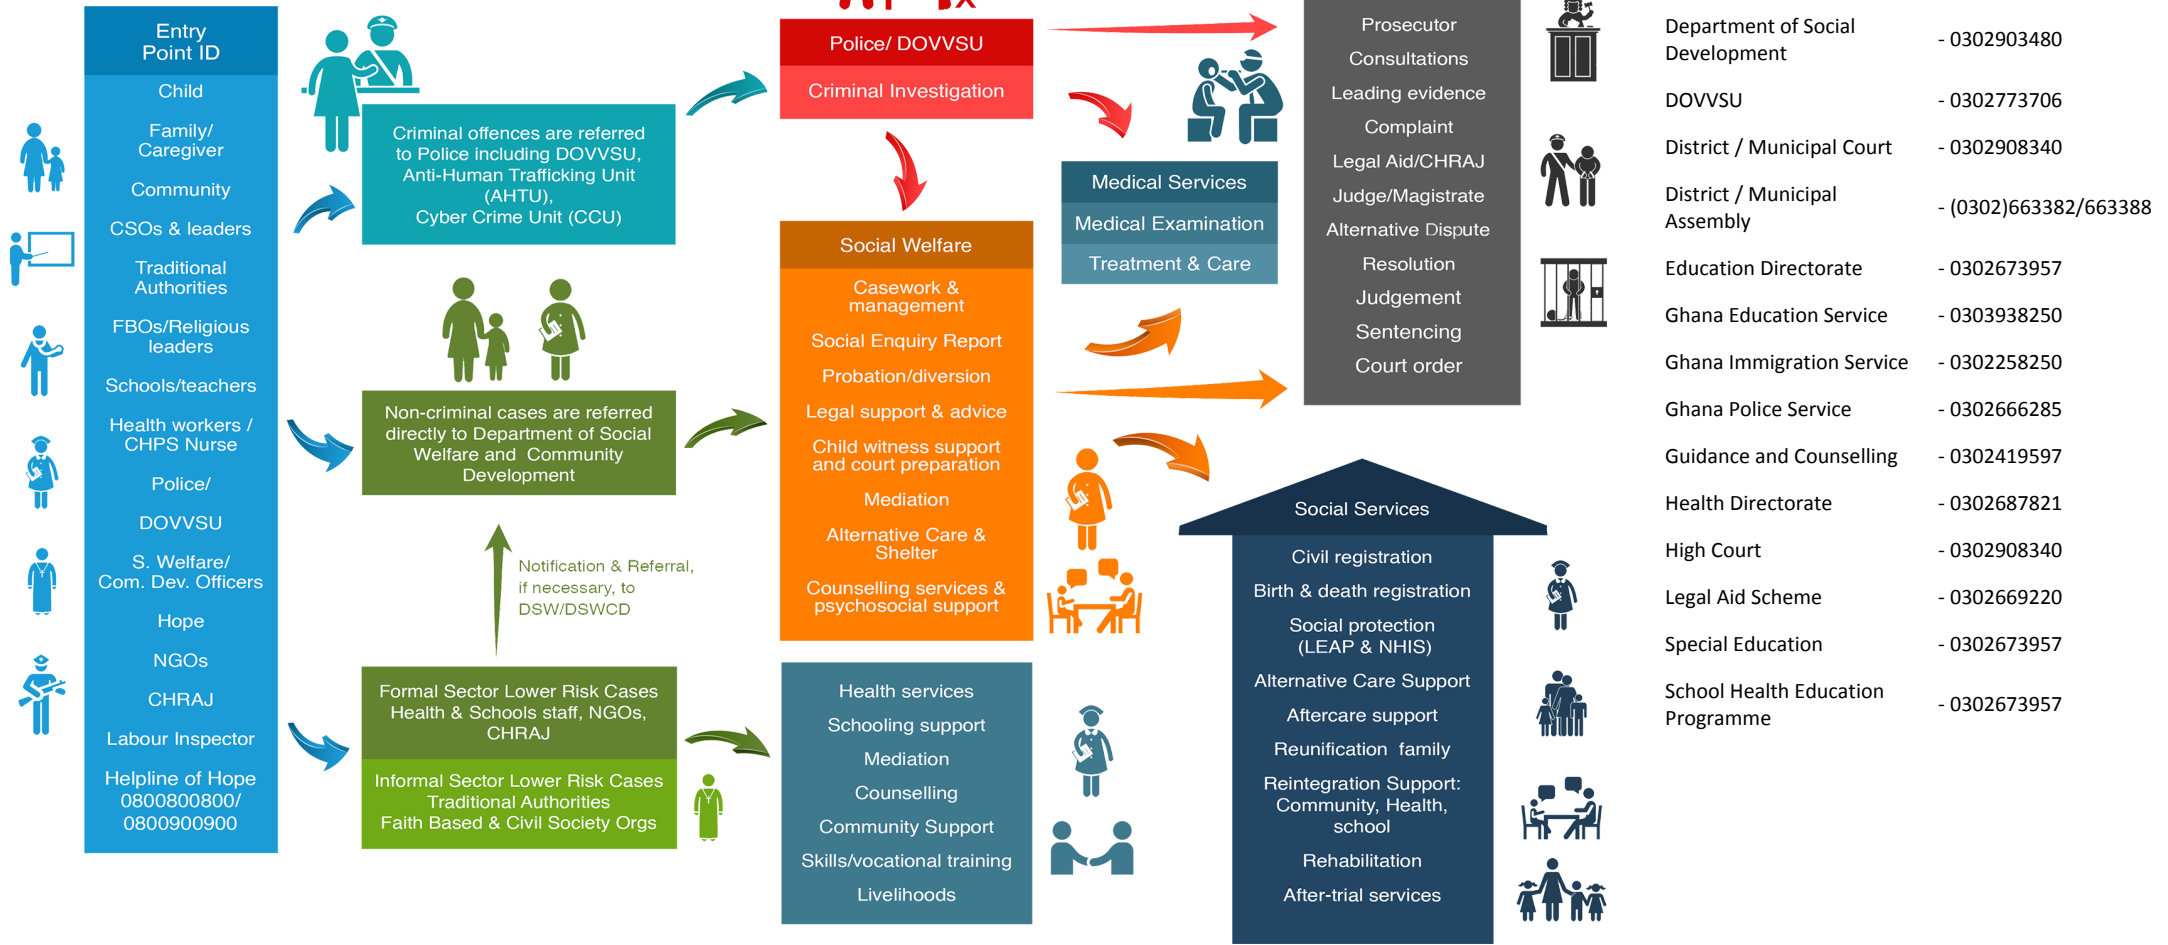 Entry
Point ID
Child
Family/
Caregiver
Community
CSOs & leaders
Traditional
Authorities
FBOs/Religious
leaders
Schools/teachers
Health workers /
CHPS Nurse
Police/
DOVVSU
S. Welfare/
Com. Dev. Officers
Hope
NGOs
CHRAJ
Labour Inspector
Helpline of Hope
0800800800/
0800900900
Criminal offences are referred
to Police including DOVVSU,
Anti-Human Trafficking Unit
(AHTU),
Cyber Crime Unit (CCU)
Non-criminal cases are referred
directly to Department of Social
Welfare and Community
Development
Notification & Referral,
if necessary, to
DSW/DSWCD
Formal Sector Lower Risk Cases
Health & Schools staff, NGOs,
CHRAJ
Informal Sector Lower Risk Cases
Traditional Authorities
Faith Based & Civil Society Orgs
Police/ DOVVSU
Criminal Investigation
Social Welfare
Casework &
management
Social Enquiry Report
Probation/diversion
Legal support & advice
Child witness support
and court preparation
Mediation
Alternative Care &
Shelter
Counselling services &
psychosocial support
Health services
Schooling support
Mediation
Counselling
Community Support
Skills/vocational training
Livelihoods
Medical Services
Medical Examination
Treatment & Care
Prosecutor
Consultations
Leading evidence
Complaint
Legal Aid/CHRAJ
Judge/Magistrate
Alternative Dispute
Resolution
Judgement
Sentencing
Court order
Social Services
Civil registration
Birth & death registration
Social protection
(LEAP & NHIS)
Alternative Care Support
Aftercare support
Reunification family
Reintegration Support:
Community, Health,
school
Rehabilitation
After-trial services
Department of Social
Development - 0302903480
DOVVSU - 0302773706
District / Municipal Court - 0302908340
District / Municipal
Assembly - (0302)663382/663388
Education Directorate - 0302673957
Ghana Education Service - 0303938250
Ghana Immigration Service - 0302258250
Ghana Police Service - 0302666285
Guidance and Counselling - 0302419597
Health Directorate - 0302687821
High Court - 0302908340
Legal Aid Scheme - 0302669220
Special Education - 0302673957
School Health Education
Programme - 0302673957